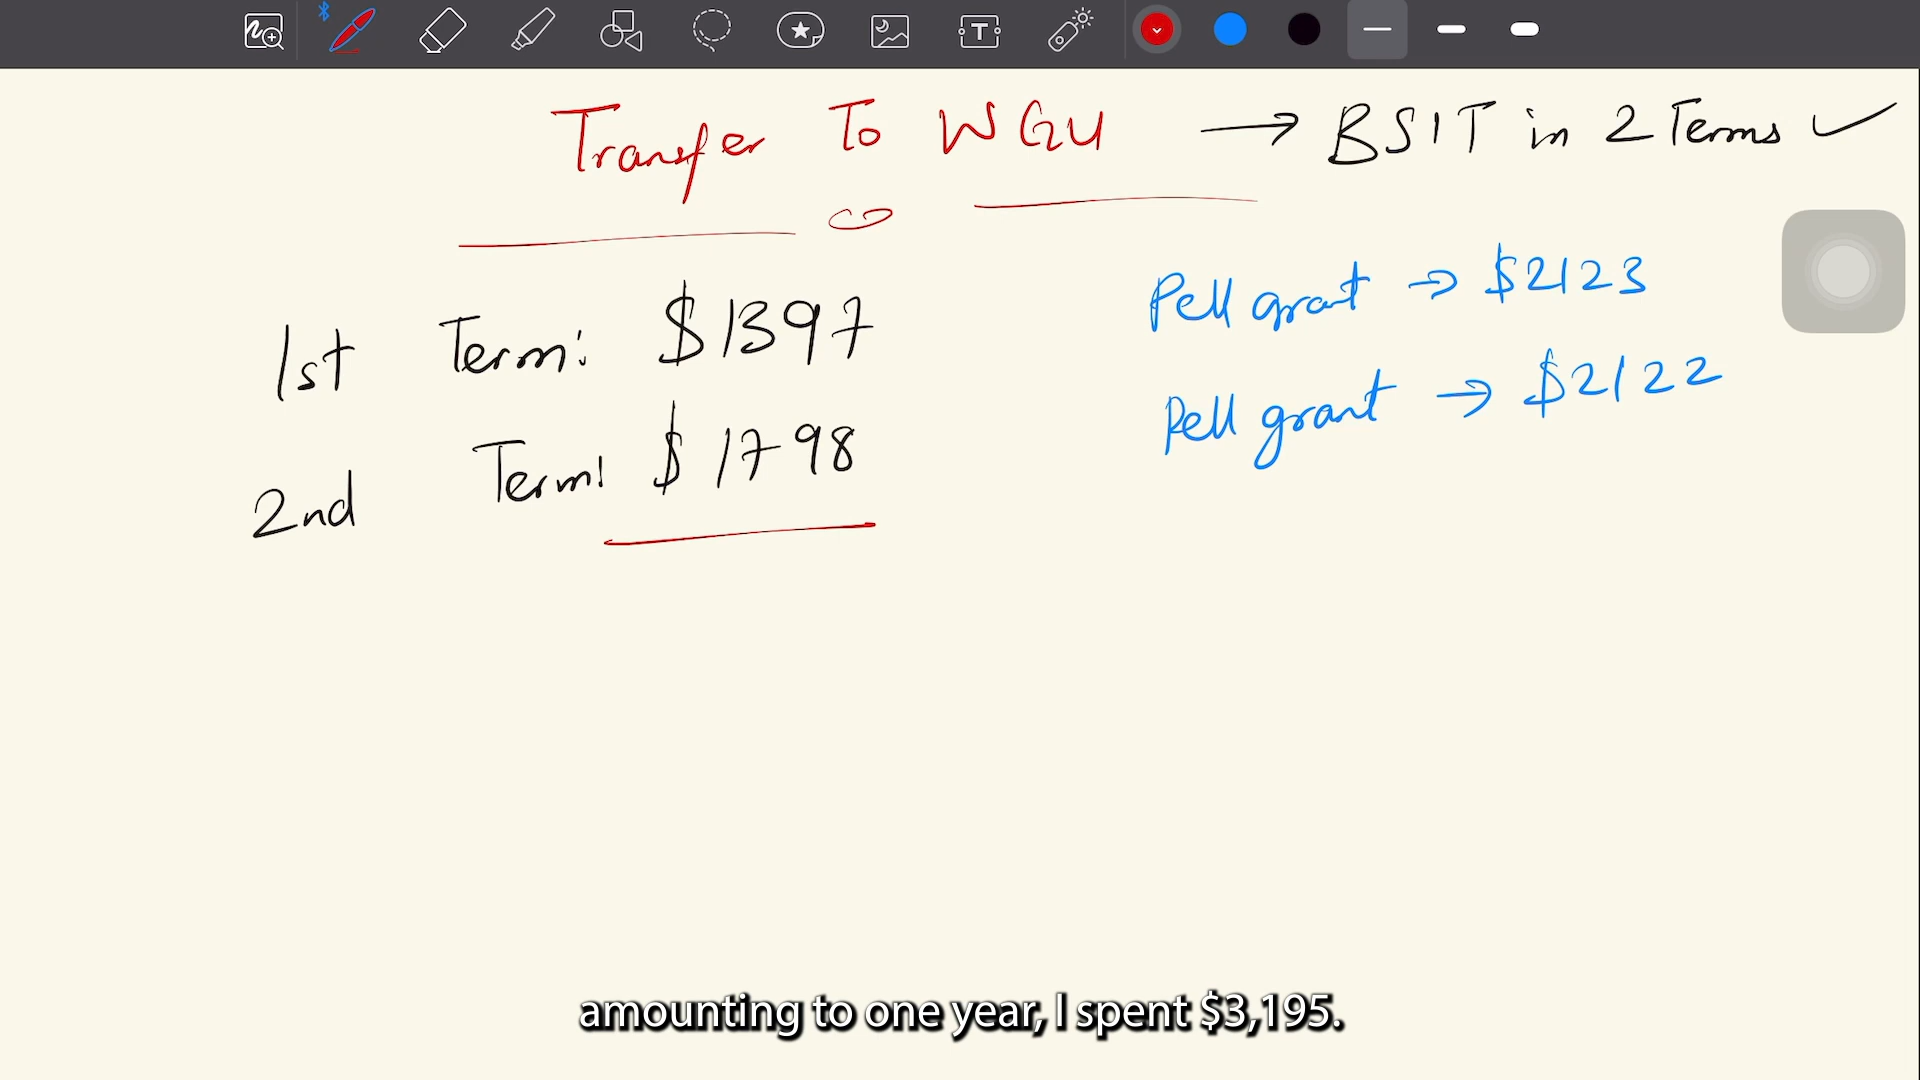 Transfer To WGU → BSIT in 2 Terms ✓
1st Term: $1397
Pell grant → $2123
2nd Term: $1798
Pell grant → $2122
amounting to one year, I spent $3,195.